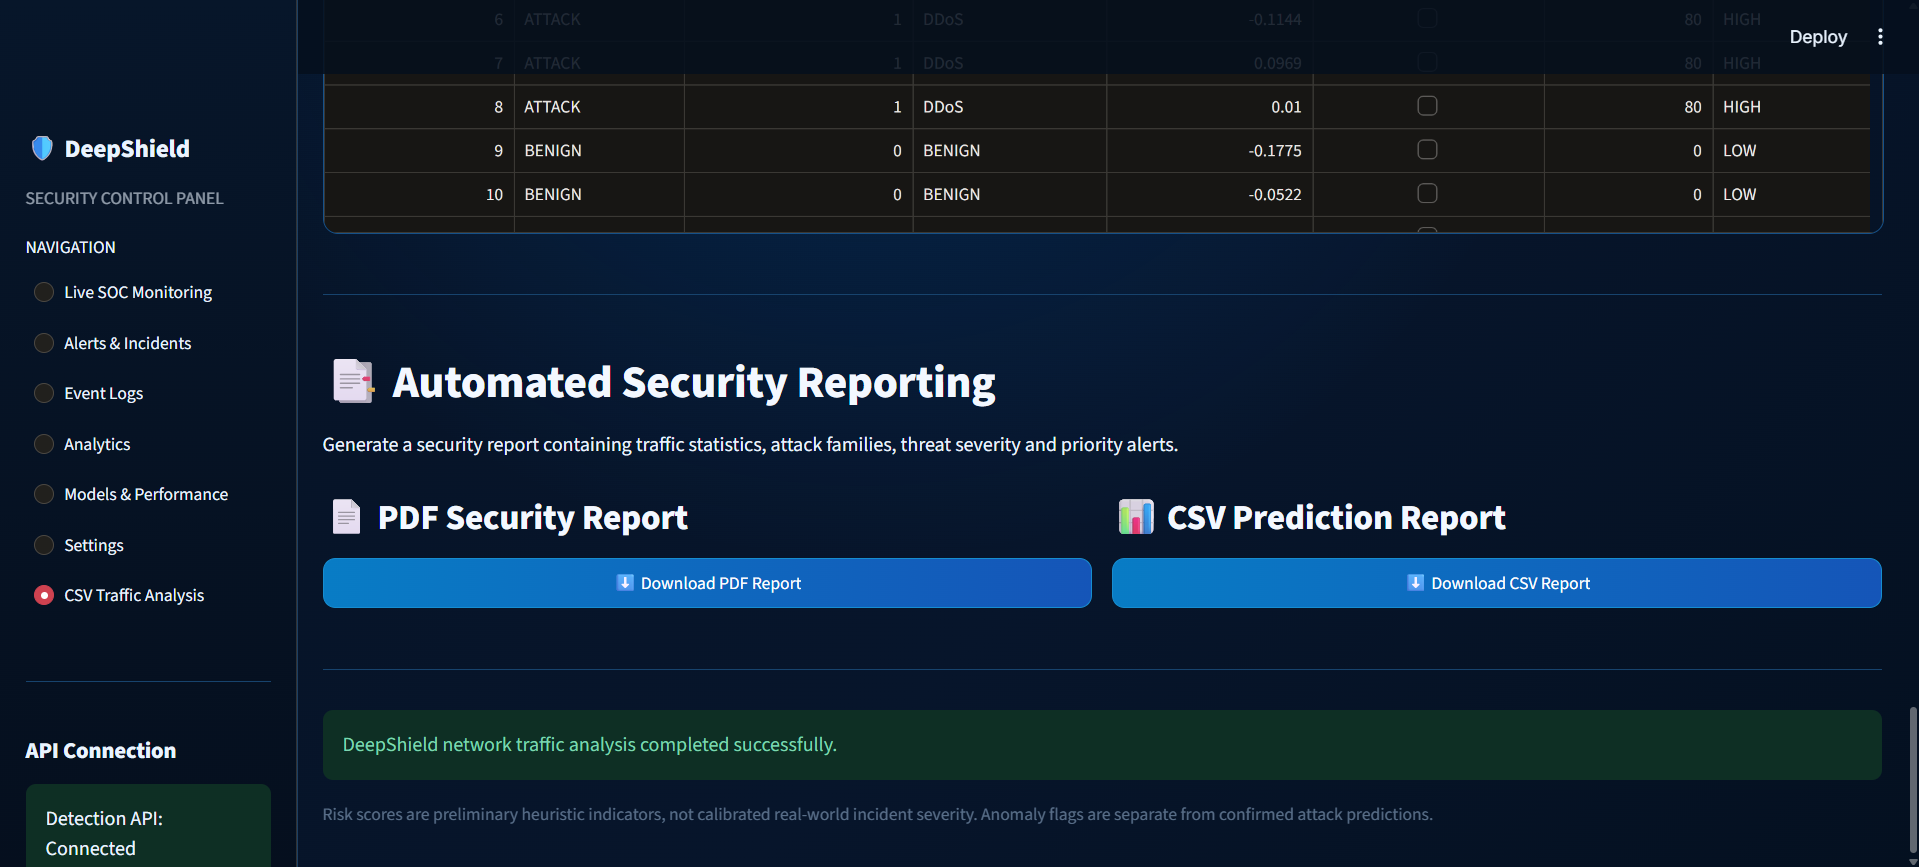 6 ATTACK 1 DDoS -0.1144 80 HIGH
Deploy
7 ATTACK 1 DDoS 0.0969 80 HIGH
8 ATTACK 1 DDoS 0.01 80 HIGH
9 BENIGN 0 BENIGN -0.1775 0 LOW
10 BENIGN 0 BENIGN -0.0522 0 LOW
DeepShield
SECURITY CONTROL PANEL
NAVIGATION
Live SOC Monitoring
Alerts & Incidents
Event Logs
Analytics
Models & Performance
Settings
CSV Traffic Analysis
API Connection
Detection API:
Connected
Automated Security Reporting
Generate a security report containing traffic statistics, attack families, threat severity and priority alerts.
PDF Security Report
Download PDF Report
CSV Prediction Report
Download CSV Report
DeepShield network traffic analysis completed successfully.
Risk scores are preliminary heuristic indicators, not calibrated real-world incident severity. Anomaly flags are separate from confirmed attack predictions.